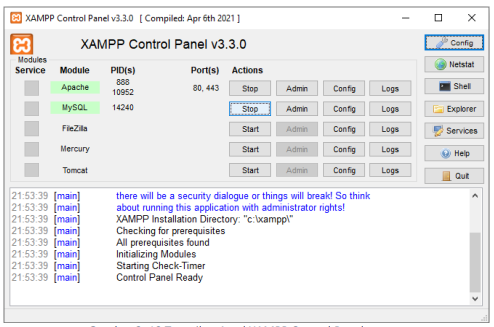 XAMPP Control Panel v3.3.0 [ Compiled: Apr 6th 2021 ]
XAMPP Control Panel v3.3.0
Config
Modules
Service Module PID(s) Port(s) Actions
Netstat
Apache 888 10952 80, 443 Stop Admin Config Logs
Shell
MySQL 14240 Stop Admin Config Logs
Explorer
FileZilla Start Admin Config Logs
Services
Mercury Start Admin Config Logs
Help
Tomcat Start Admin Config Logs
Quit
21:53:39 [main] there will be a security dialogue or things will break! So think
21:53:39 [main] about running this application with administrator rights!
21:53:39 [main] XAMPP Installation Directory: "c:\xampp\"
21:53:39 [main] Checking for prerequisites
21:53:39 [main] All prerequisites found
21:53:39 [main] Initializing Modules
21:53:39 [main] Starting Check-Timer
21:53:39 [main] Control Panel Ready